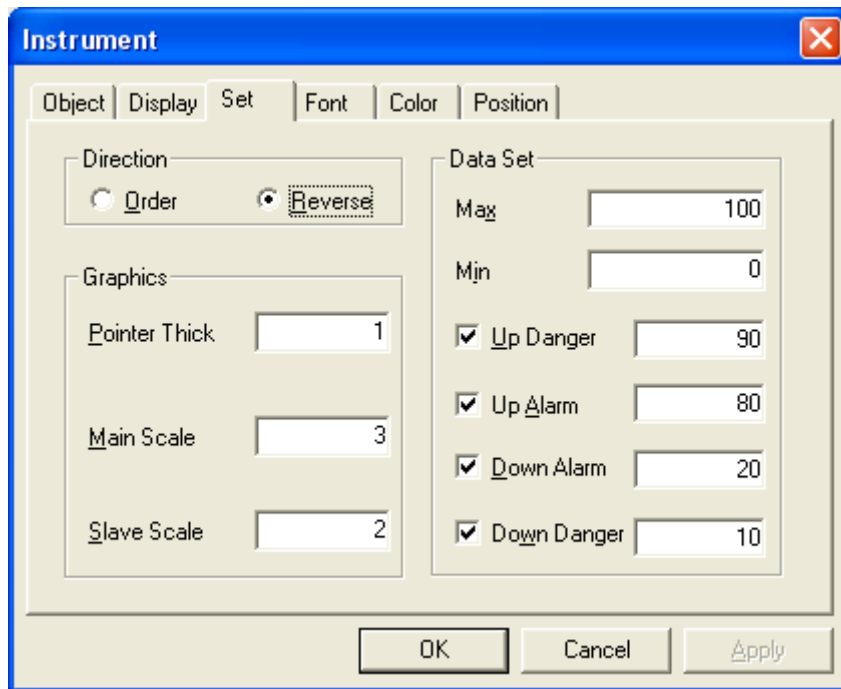 Instrument
Object Display Set Font Color Position
Direction
Order Reverse
Graphics
Pointer Thick 1
Main Scale 3
Slave Scale 2
Data Set
Max 100
Min 0
Up Danger 90
Up Alarm 80
Down Alarm 20
Down Danger 10
OK Cancel Apply